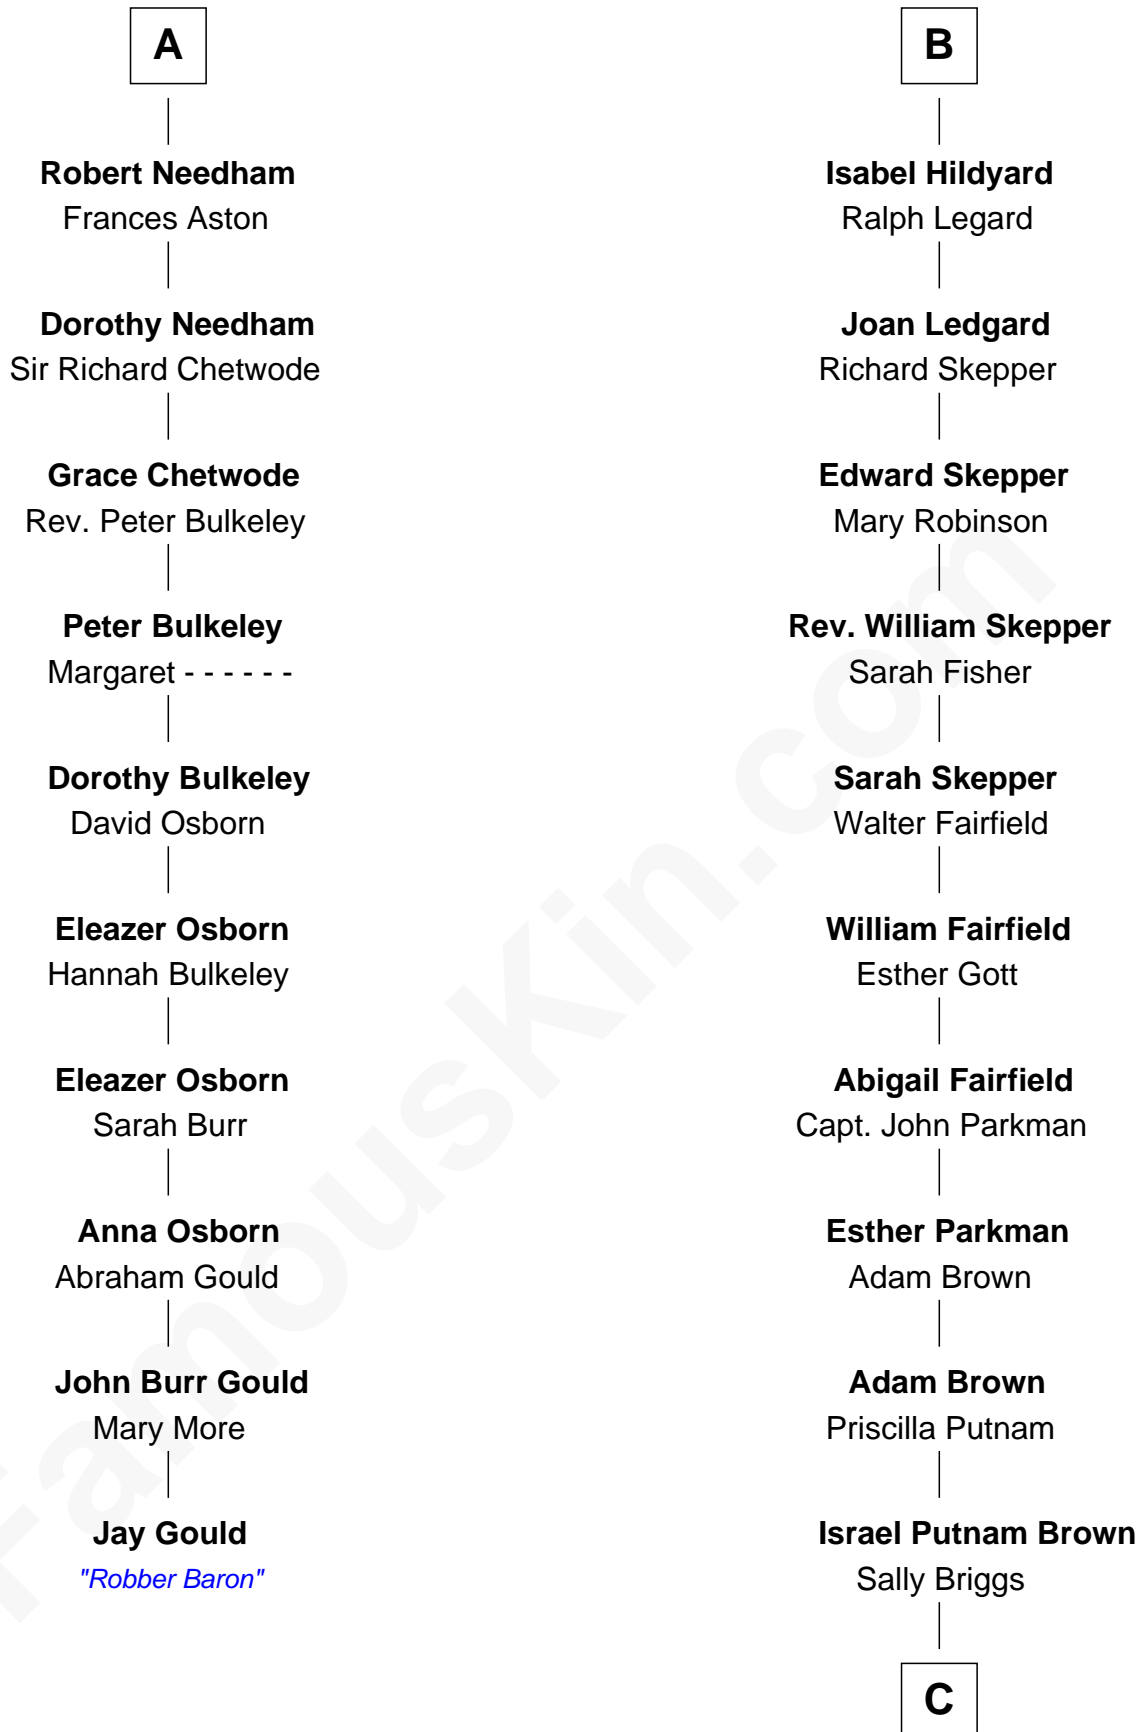 A
Robert Needham
Frances Aston
Dorothy Needham
Sir Richard Chetwode
Grace Chetwode
Rev. Peter Bulkeley
Peter Bulkeley
Margaret - - - - - -
Dorothy Bulkeley
David Osborn
Eleazer Osborn
Hannah Bulkeley
Eleazer Osborn
Sarah Burr
Anna Osborn
Abraham Gould
John Burr Gould
Mary More
Jay Gould
"Robber Baron"
B
Isabel Hildyard
Ralph Legard
Joan Ledgard
Richard Skepper
Edward Skepper
Mary Robinson
Rev. William Skepper
Sarah Fisher
Sarah Skepper
Walter Fairfield
William Fairfield
Esther Gott
Abigail Fairfield
Capt. John Parkman
Esther Parkman
Adam Brown
Adam Brown
Priscilla Putnam
Israel Putnam Brown
Sally Briggs
C
FamousKin.com